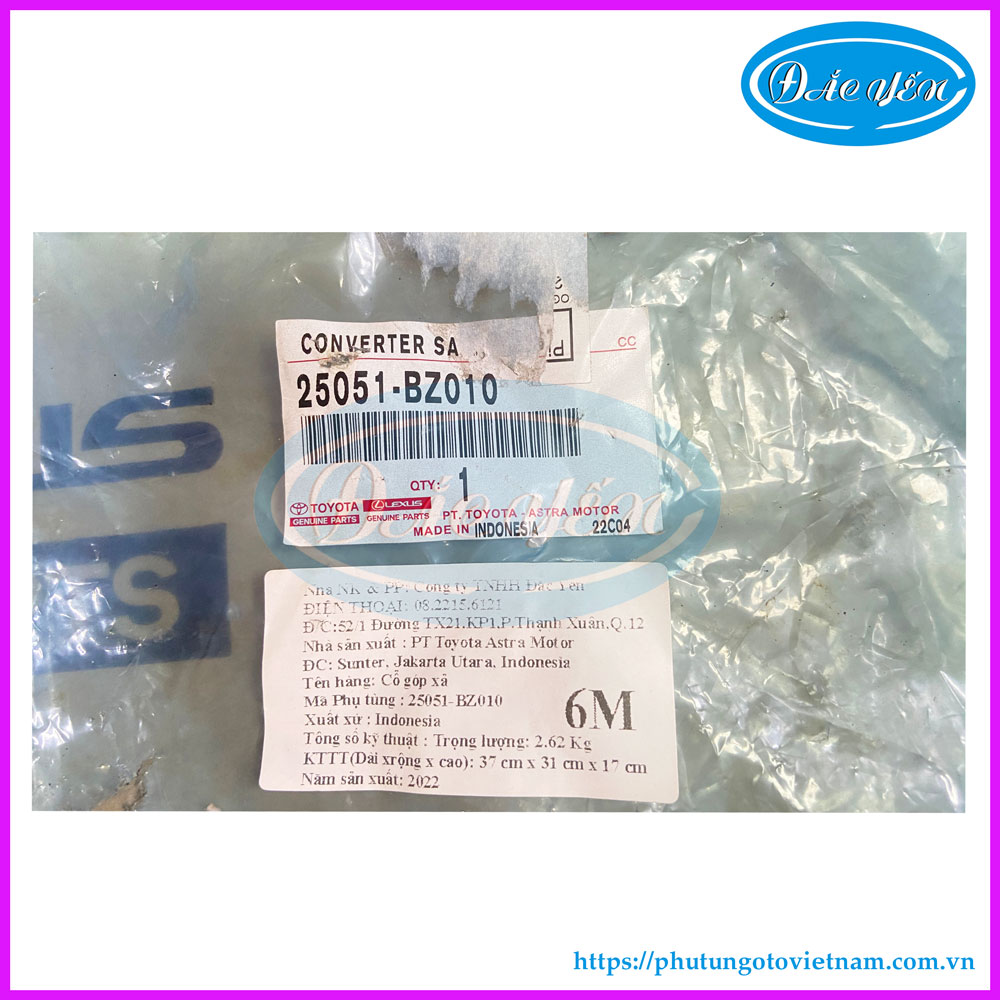 ĐẮC YẾN
CONVERTER SA
CC
25051-BZ010
QTY: 1
TOYOTA
GENUINE PARTS
LEXUS
GENUINE PARTS
PT. TOYOTA - ASTRA MOTOR
MADE IN INDONESIA
22C04
ĐẮC YẾN
Nhà NK & PP: Công ty TNHH Đắc Yến
ĐIỆN THOẠI: 08.2215.6121
Đ/C:52/1 Đường TX21.KP1.P.Thạnh Xuân.Q.12
Nhà sản xuất : PT Toyota Astra Motor
ĐC: Sunter, Jakarta Utara, Indonesia
Tên hàng: Cổ góp xả
Mã Phụ tùng : 25051-BZ010
Xuất xứ : Indonesia
6M
Tổng số kỹ thuật : Trọng lượng: 2.62 Kg
KTTT(Dài xrộng x cao): 37 cm x 31 cm x 17 cm
Năm sản xuất: 2022
https://phutungotovietnam.com.vn